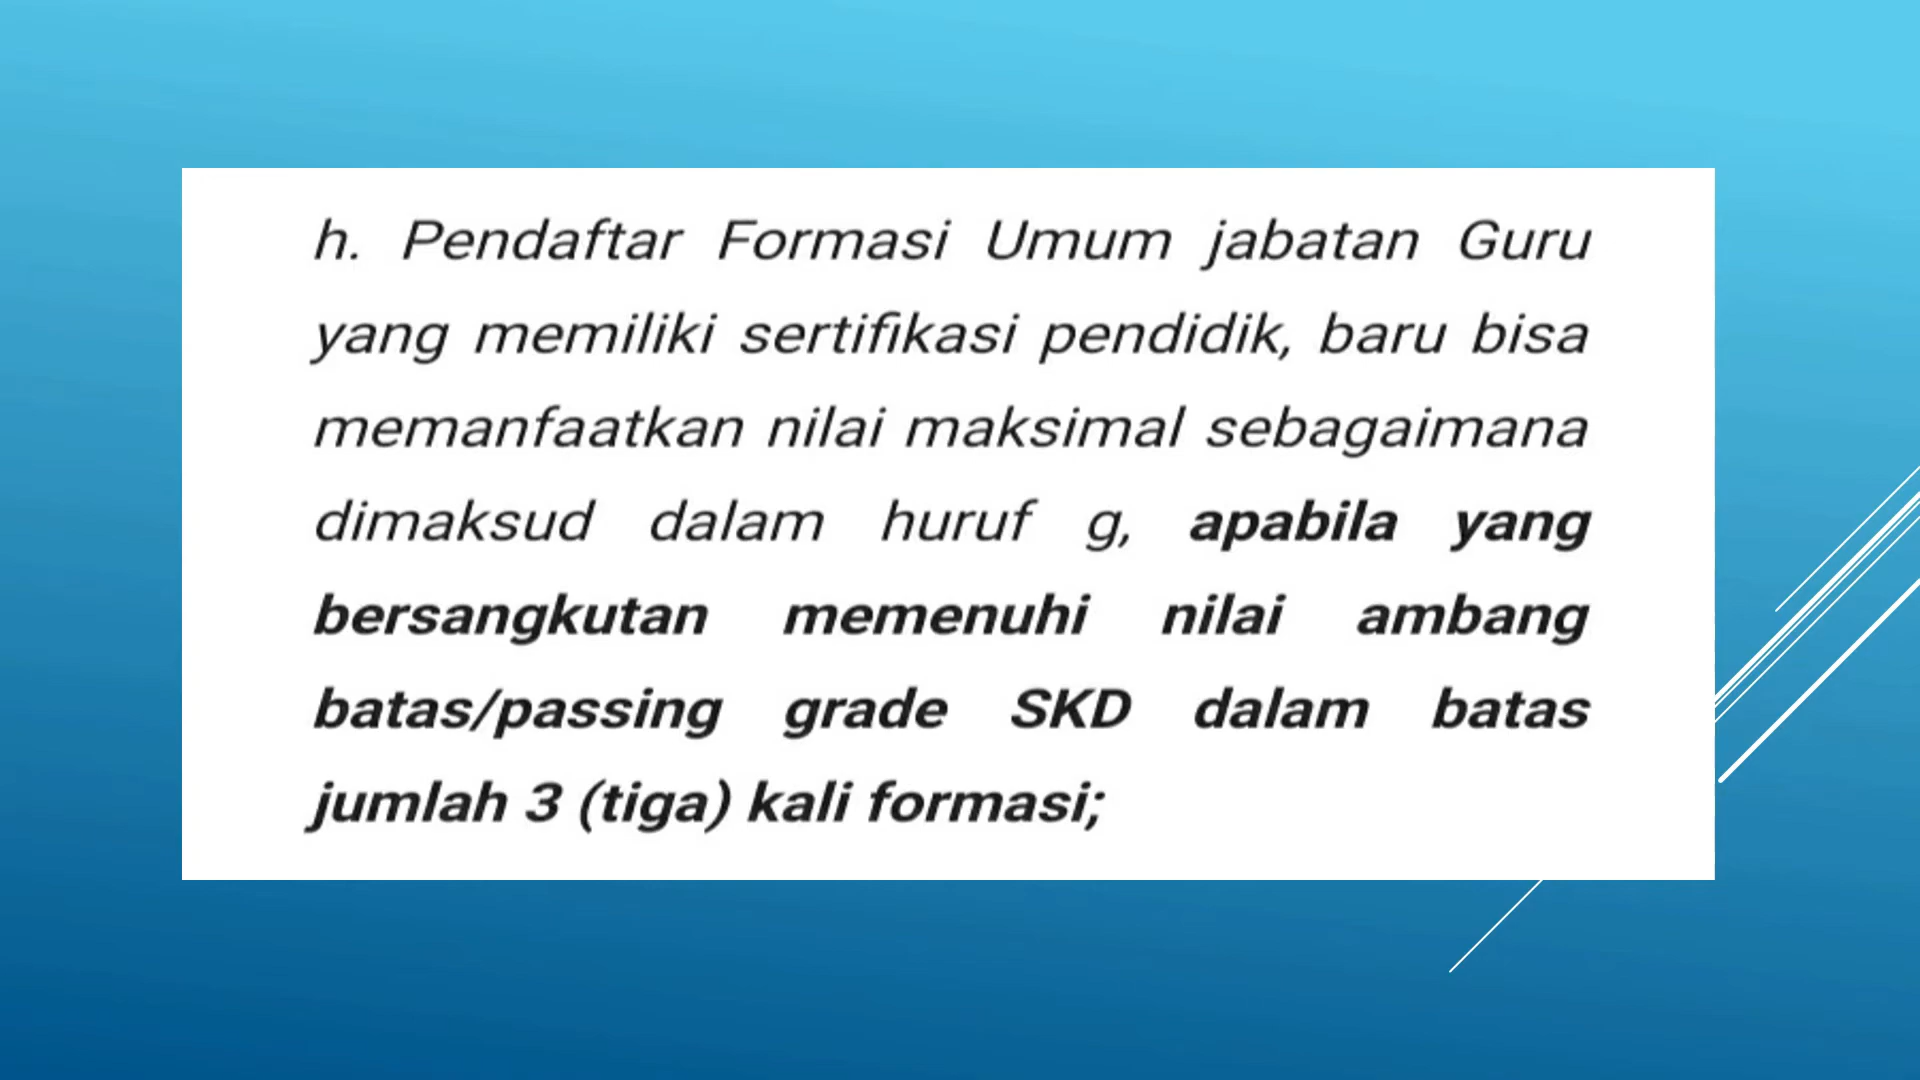 h. Pendaftar Formasi Umum jabatan Guru
yang memiliki sertifikasi pendidik, baru bisa
memanfaatkan nilai maksimal sebagaimana
dimaksud dalam huruf g, apabila yang
bersangkutan memenuhi nilai ambang
batas/passing grade SKD dalam batas
jumlah 3 (tiga) kali formasi;